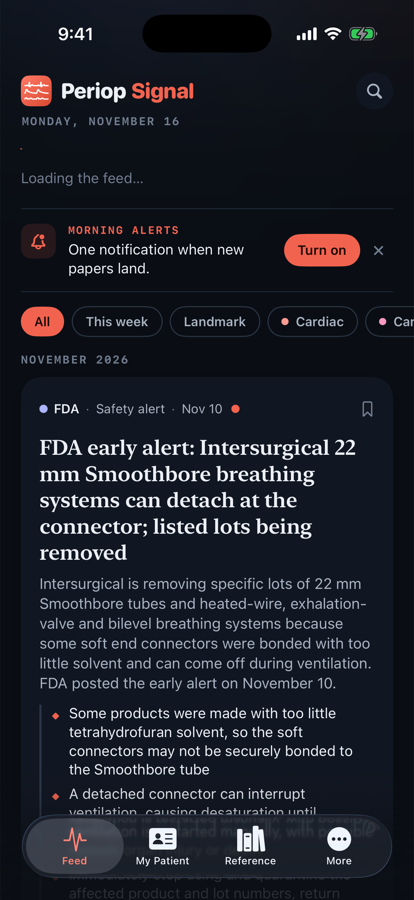 9:41
Periop Signal
MONDAY, NOVEMBER 16
Loading the feed...
MORNING ALERTS
One notification when new
papers land.
Turn on
All
This week
Landmark
Cardiac
Car
NOVEMBER 2026
FDA · Safety alert · Nov 10
FDA early alert: Intersurgical 22
mm Smoothbore breathing
systems can detach at the
connector; listed lots being
removed
Intersurgical is removing specific lots of 22 mm
Smoothbore tubes and heated-wire, exhalation-
valve and bilevel breathing systems because
some soft end connectors were bonded with too
little solvent and can come off during ventilation.
FDA posted the early alert on November 10.
Some products were made with too little
tetrahydrofuran solvent, so the soft
connectors may not be securely bonded to
the Smoothbore tube
A detached connector can interrupt
ventilation, causing desaturation until
Feed
My Patient
Reference
More
affected product and lot numbers, return